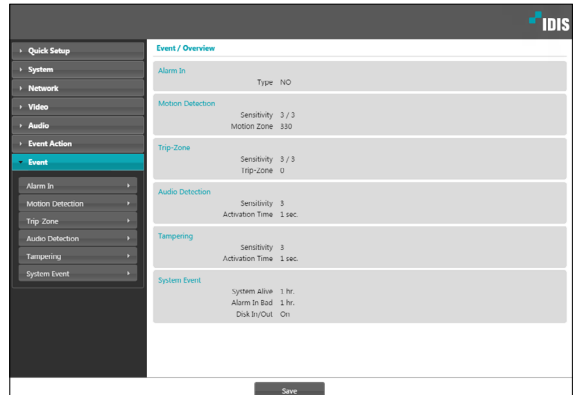 IDIS
Quick Setup
System
Network
Video
Audio
Event Action
Event
Alarm In
Motion Detection
Trip Zone
Audio Detection
Tampering
System Event
Event / Overview
Alarm In
Type NO
Motion Detection
Sensitivity 3 / 3
Motion Zone 330
Trip-Zone
Sensitivity 3 / 3
Trip-Zone 0
Audio Detection
Sensitivity 3
Activation Time 1 sec.
Tampering
Sensitivity 3
Activation Time 1 sec.
System Event
System Alive 1 hr.
Alarm In Bad 1 hr.
Disk In/Out On
Save